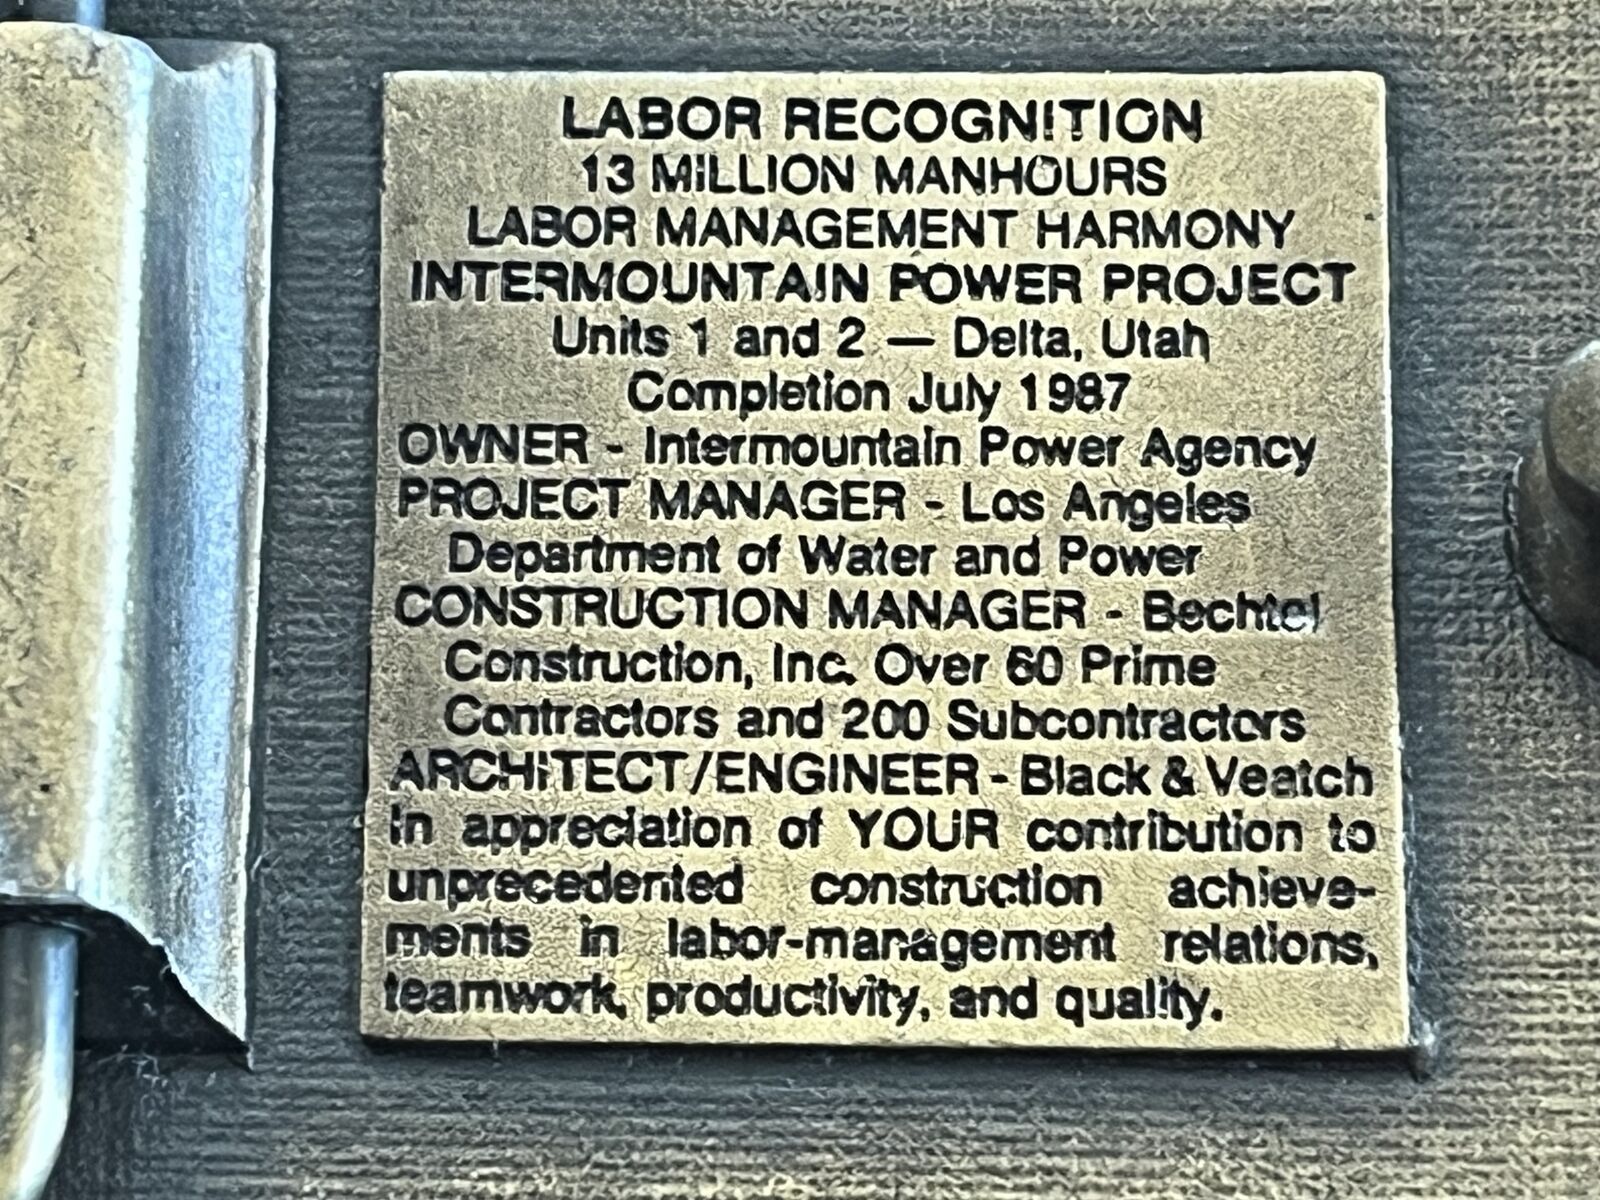 LABOR RECOGNITION
13 MILLION MANHOURS
LABOR MANAGEMENT HARMONY
INTERMOUNTAIN POWER PROJECT
Units 1 and 2 — Delta, Utah
Completion July 1987
OWNER - Intermountain Power Agency
PROJECT MANAGER - Los Angeles
Department of Water and Power
CONSTRUCTION MANAGER - Bechtel
Construction, Inc. Over 60 Prime
Contractors and 200 Subcontractors
ARCHITECT/ENGINEER - Black & Veatch
In appreciation of YOUR contribution to
unprecedented construction achieve-
ments in labor-management relations,
teamwork, productivity, and quality.